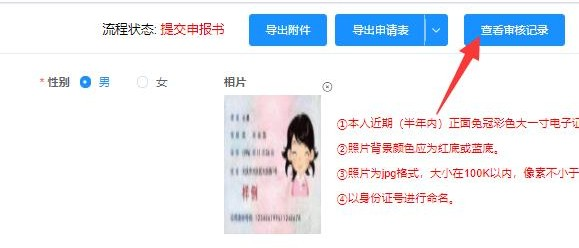 流程状态: 提交申报书 导出附件 导出申请表 查看审核记录
* 性别 男 女 相片
①本人近期（半年内）正面免冠彩色大一寸电子证
②照片背景颜色应为红底或蓝底。
③照片为jpg格式，大小在100K以内，像素不小于
④以身份证号进行命名。
样例